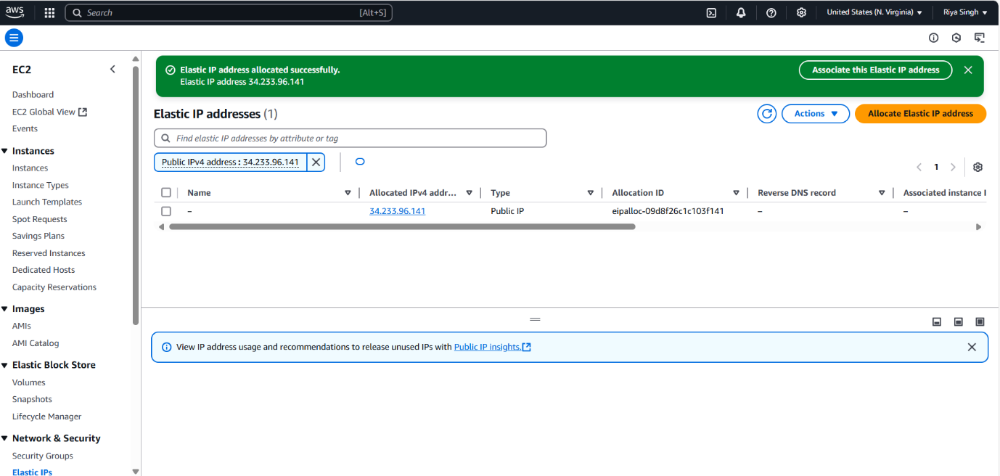 aws
Search [Alt+S]
United States (N. Virginia)
Riya Singh
EC2
Dashboard
EC2 Global View
Events
Instances
Instances
Instance Types
Launch Templates
Spot Requests
Savings Plans
Reserved Instances
Dedicated Hosts
Capacity Reservations
Images
AMIs
AMI Catalog
Elastic Block Store
Volumes
Snapshots
Lifecycle Manager
Network & Security
Security Groups
Elastic IPs
Elastic IP address allocated successfully.
Elastic IP address 34.233.96.141
Associate this Elastic IP address
Elastic IP addresses (1)
Actions
Allocate Elastic IP address
Find elastic IP addresses by attribute or tag
Public IPv4 address : 34.233.96.141
1
Name Allocated IPv4 addr... Type Allocation ID Reverse DNS record Associated instance I
– 34.233.96.141 Public IP eipalloc-09d8f26c1c103f141 – –
View IP address usage and recommendations to release unused IPs with Public IP insights.